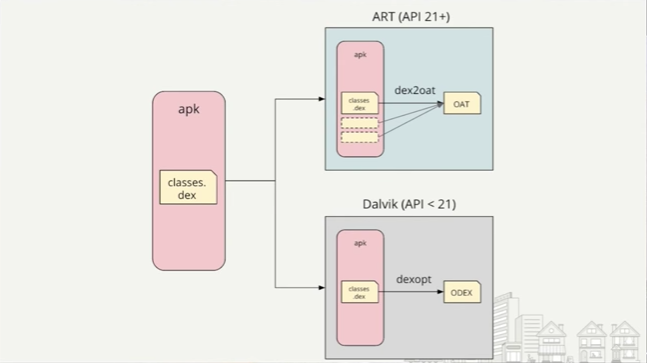 ART (API 21+)
apk
classes
.dex
dex2oat
OAT
apk
classes.
dex
Dalvik (API < 21)
apk
classes
.dex
dexopt
ODEX